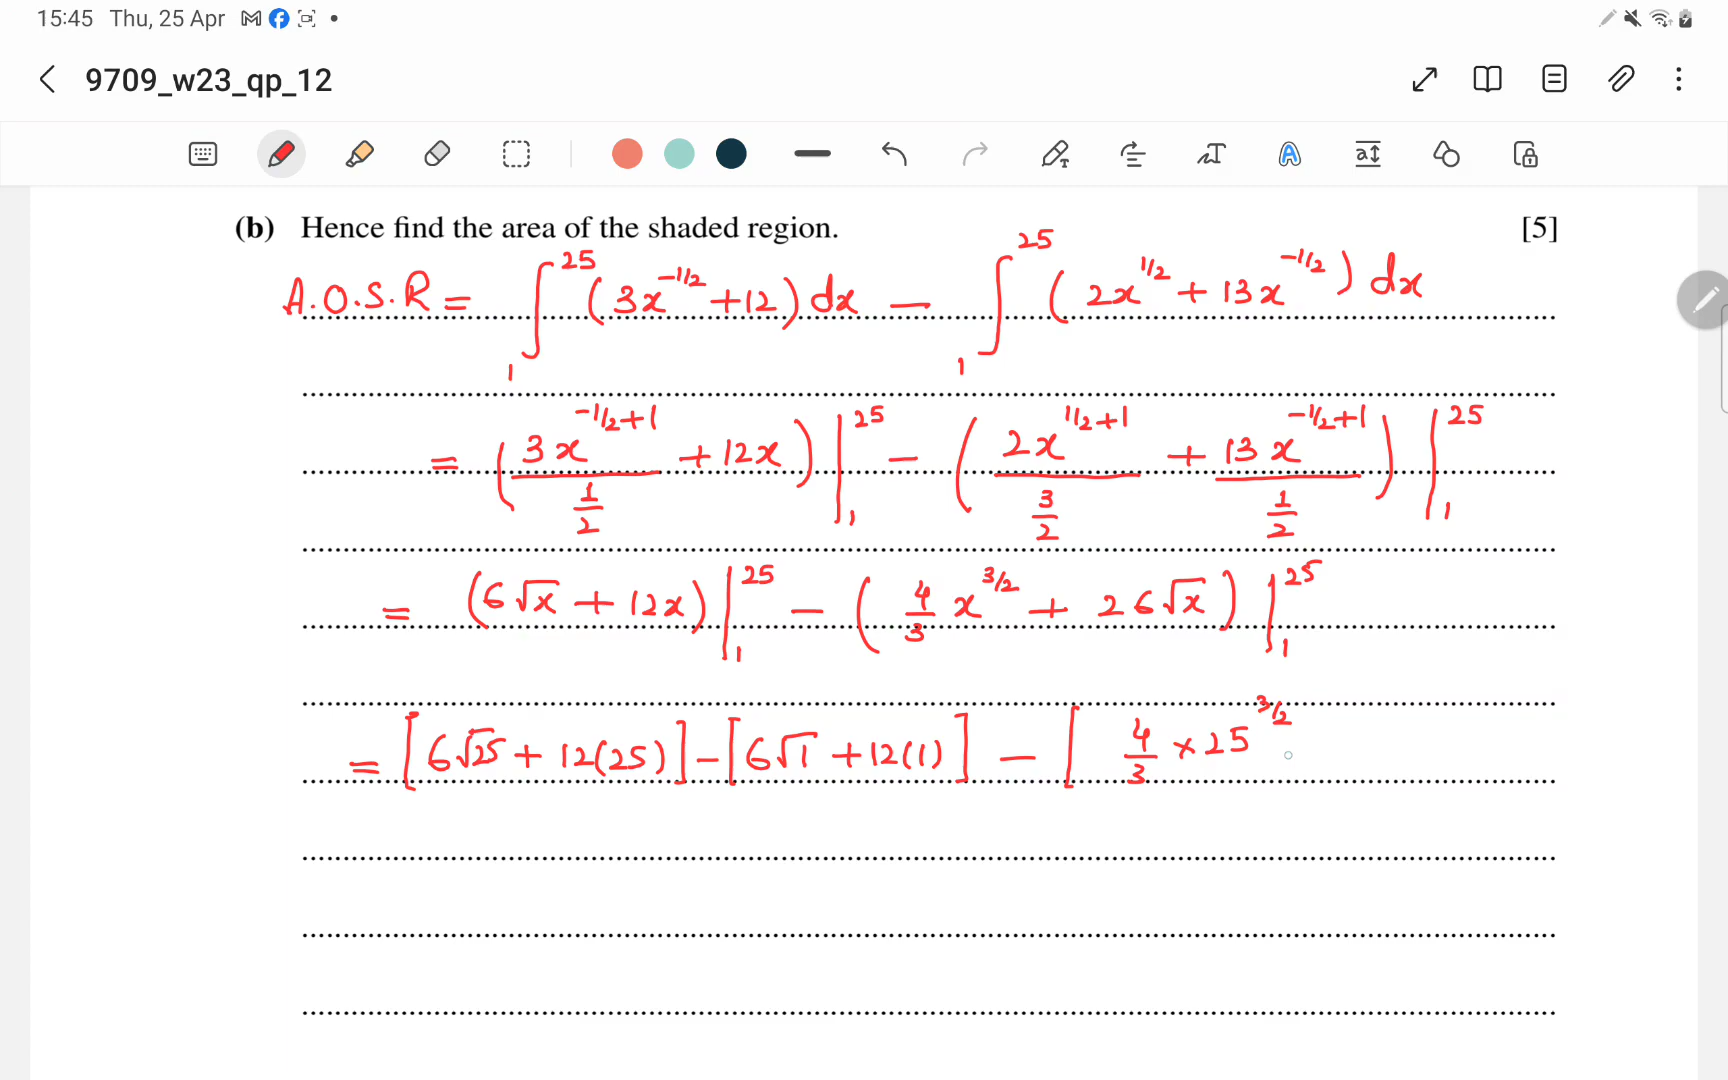 15:45 Thu, 25 Apr
9709_w23_qp_12
(b) Hence find the area of the shaded region. [5]
A.O.S.R = ∫₁²⁵ (3x^(-1/2) + 12) dx − ∫₁²⁵ (2x^(1/2) + 13x^(-1/2)) dx
= (3x^(-1/2+1)/(1/2) + 12x) |₁²⁵ − (2x^(1/2+1)/(3/2) + 13x^(-1/2+1)/(1/2)) |₁²⁵
= (6√x + 12x) |₁²⁵ − (4/3 x^(3/2) + 26√x) |₁²⁵
= [6√25 + 12(25)] − [6√1 + 12(1)] − [4/3 × 25^(3/2)